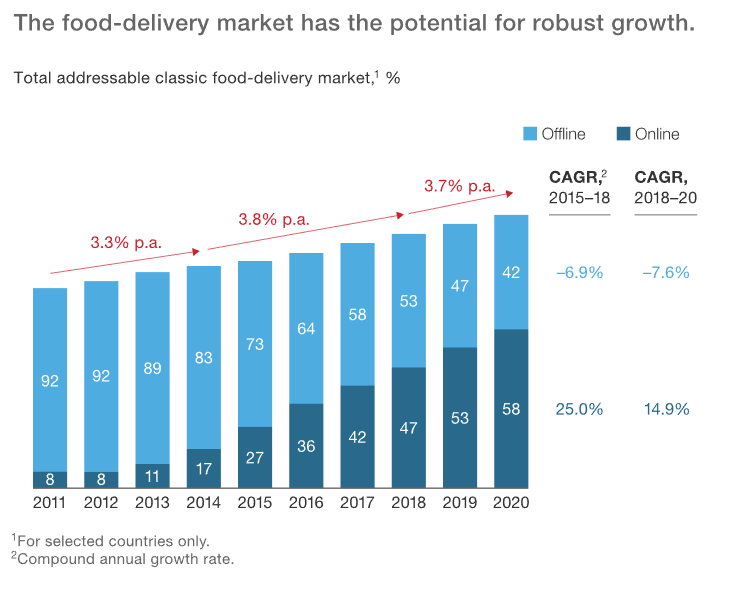 The food-delivery market has the potential for robust growth.
Total addressable classic food-delivery market,¹ %
Offline Online
CAGR,² CAGR,
2015–18 2018–20
3.3% p.a. 3.8% p.a. 3.7% p.a.
–6.9% –7.6%
92 92 89 83 73 64 58 53 47 42
25.0% 14.9%
8 8 11 17 27 36 42 47 53 58
2011 2012 2013 2014 2015 2016 2017 2018 2019 2020
¹For selected countries only.
²Compound annual growth rate.